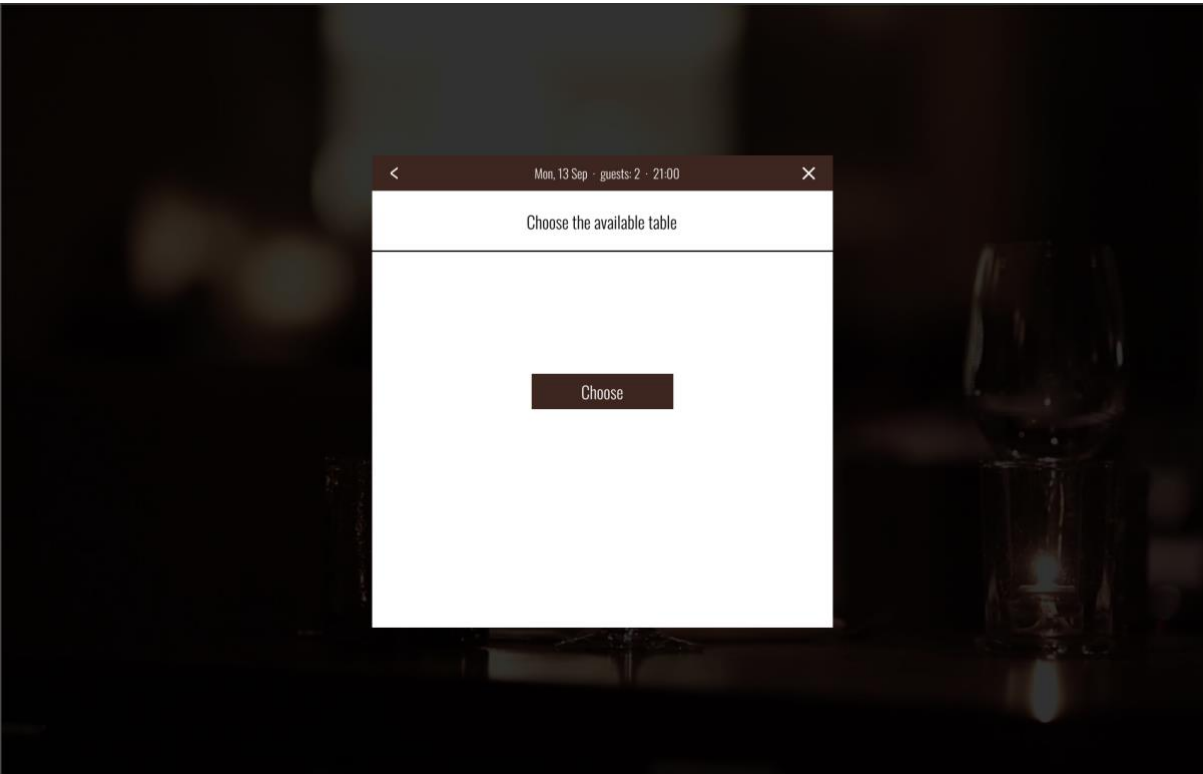 < Mon, 13 Sep · guests: 2 · 21:00 ×
Choose the available table
Choose